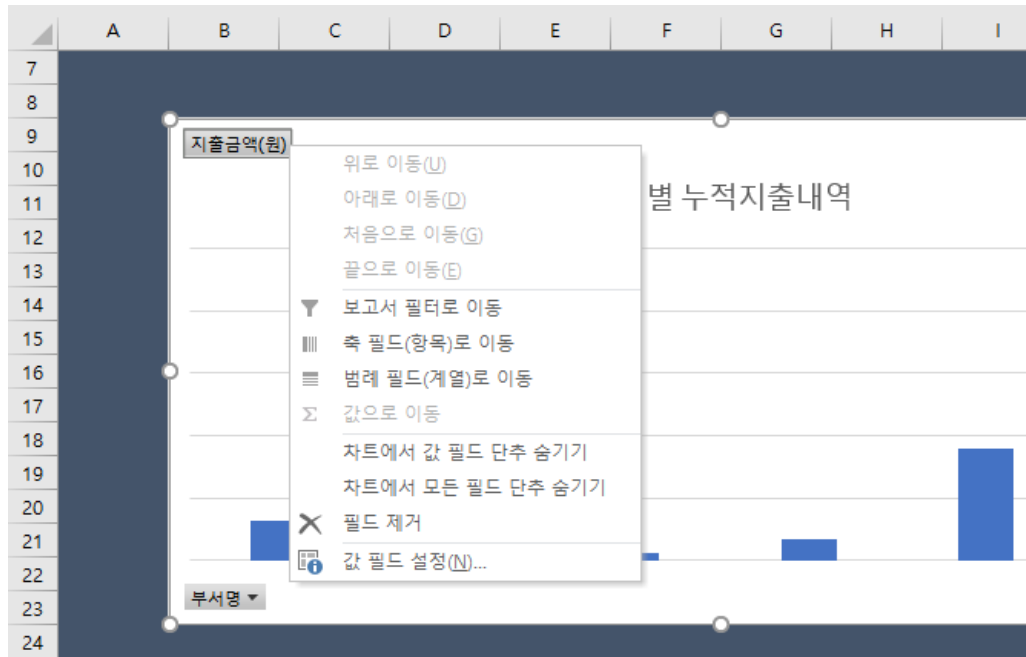 A B C D E F G H I
7
8
9
지출금액(원)
10
위로 이동(U)
11
아래로 이동(D)
별 누적지출내역
12
처음으로 이동(G)
13
끝으로 이동(E)
14
보고서 필터로 이동
15
축 필드(항목)로 이동
16
범례 필드(계열)로 이동
17
값으로 이동
18
차트에서 값 필드 단추 숨기기
19
차트에서 모든 필드 단추 숨기기
20
필드 제거
21
값 필드 설정(N)...
22
부서명
23
24